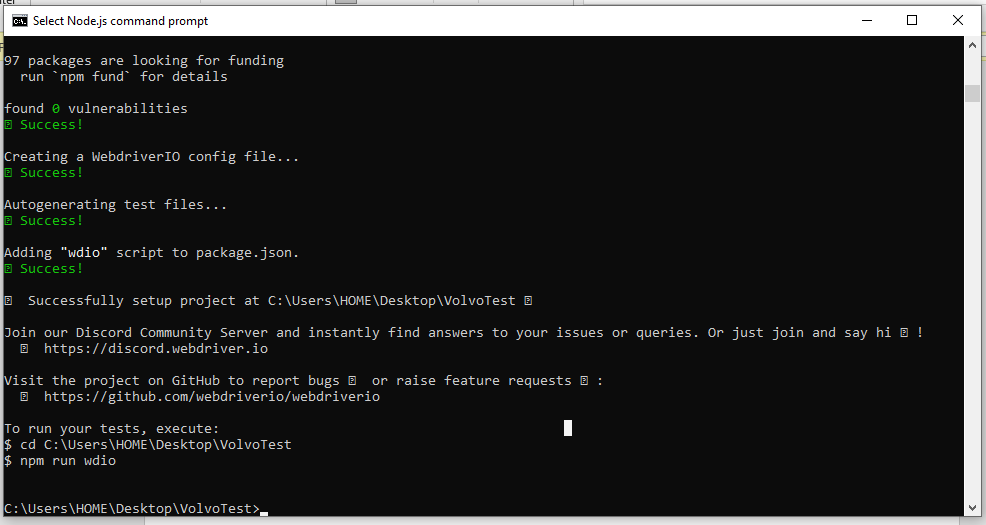 Select Node.js command prompt
97 packages are looking for funding
run `npm fund` for details
found 0 vulnerabilities
Success!
Creating a WebdriverIO config file...
Success!
Autogenerating test files...
Success!
Adding "wdio" script to package.json.
Success!
Successfully setup project at C:\Users\HOME\Desktop\VolvoTest
Join our Discord Community Server and instantly find answers to your issues or queries. Or just join and say hi !
https://discord.webdriver.io
Visit the project on GitHub to report bugs or raise feature requests :
https://github.com/webdriverio/webdriverio
To run your tests, execute:
$ cd C:\Users\HOME\Desktop\VolvoTest
$ npm run wdio
C:\Users\HOME\Desktop\VolvoTest>